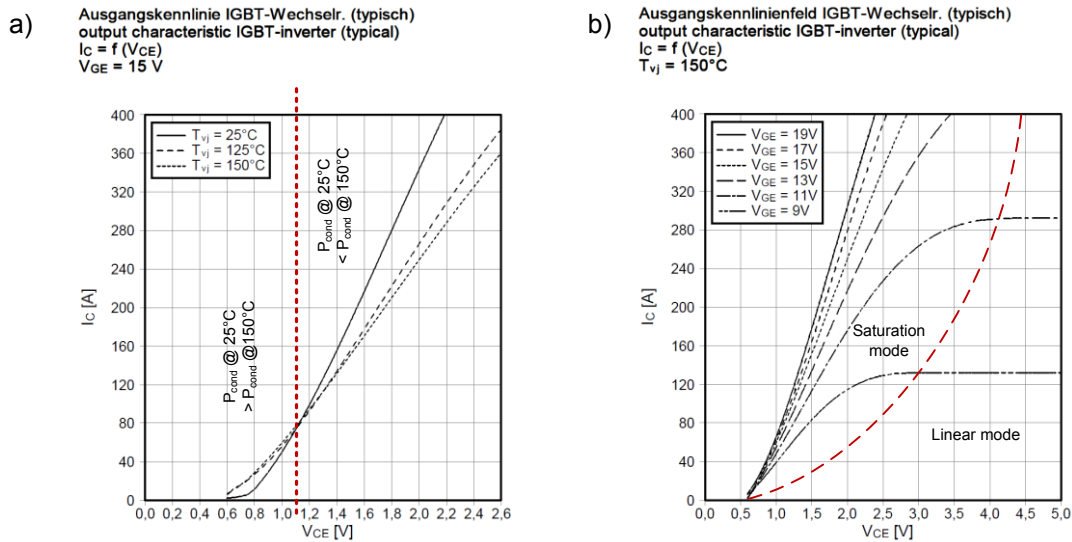 a)
Ausgangskennlinie IGBT-Wechselr. (typisch)
output characteristic IGBT-inverter (typical)
IC = f (VCE)
VGE = 15 V
400
360
320
280
240
200
160
120
80
40
0
IC [A]
Tvj = 25°C
Tvj = 125°C
Tvj = 150°C
Pcond @ 25°C
> Pcond @150°C
Pcond @ 25°C
< Pcond @ 150°C
0,0 0,2 0,4 0,6 0,8 1,0 1,2 1,4 1,6 1,8 2,0 2,2 2,4 2,6
VCE [V]
b)
Ausgangskennlinienfeld IGBT-Wechselr. (typisch)
output characteristic IGBT-inverter (typical)
IC = f (VCE)
Tvj = 150°C
400
360
320
280
240
200
160
120
80
40
0
IC [A]
VGE = 19V
VGE = 17V
VGE = 15V
VGE = 13V
VGE = 11V
VGE = 9V
Saturation
mode
Linear mode
0,0 0,5 1,0 1,5 2,0 2,5 3,0 3,5 4,0 4,5 5,0
VCE [V]